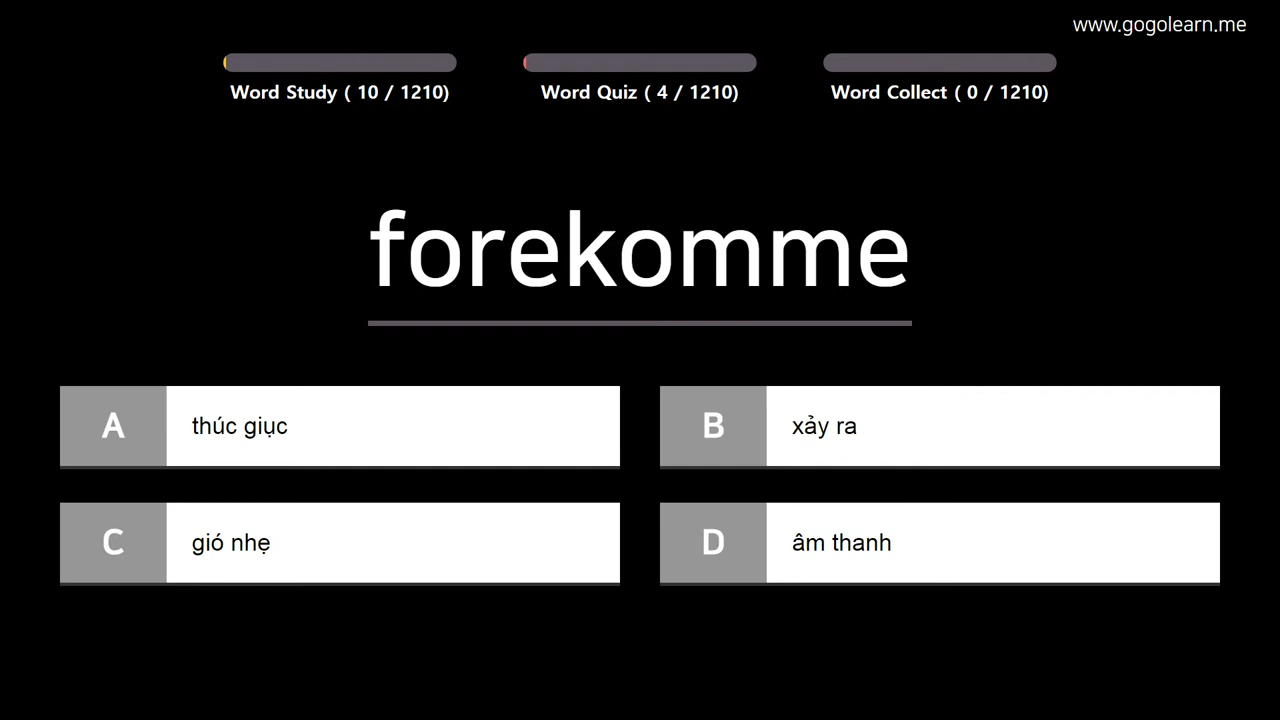 www.gogolearn.me
Word Study ( 10 / 1210)
Word Quiz ( 4 / 1210)
Word Collect ( 0 / 1210)
forekomme
A thúc giục
B xảy ra
C gió nhẹ
D âm thanh